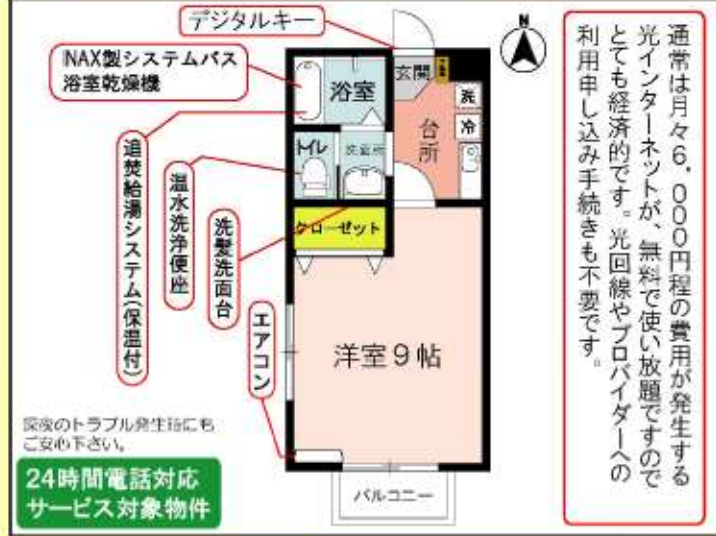 デジタルキー
INAX製システムバス
浴室乾燥機
追焚給湯システム(保温付)
温水洗浄便座
洗髪洗面台
エアコン
N
玄関
浴室
洗
冷
台所
トイレ
洗面所
クローゼット
洋室9帖
バルコニー
深夜のトラブル発生時にも
ご安心下さい。
24時間電話対応
サービス対象物件
通常は月々6,000円程の費用が発生する
光インターネットが、無料で使い放題ですので
とても経済的です。光回線やプロバイダーへの
利用申し込み手続きも不要です。